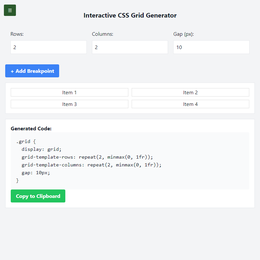 Interactive CSS Grid Generator
Rows:
Columns:
Gap (px):
2
2
10
+ Add Breakpoint
Item 1
Item 2
Item 3
Item 4
Generated Code:
.grid {
display: grid;
grid-template-rows: repeat(2, minmax(0, 1fr));
grid-template-columns: repeat(2, minmax(0, 1fr));
gap: 10px;
}
Copy to Clipboard